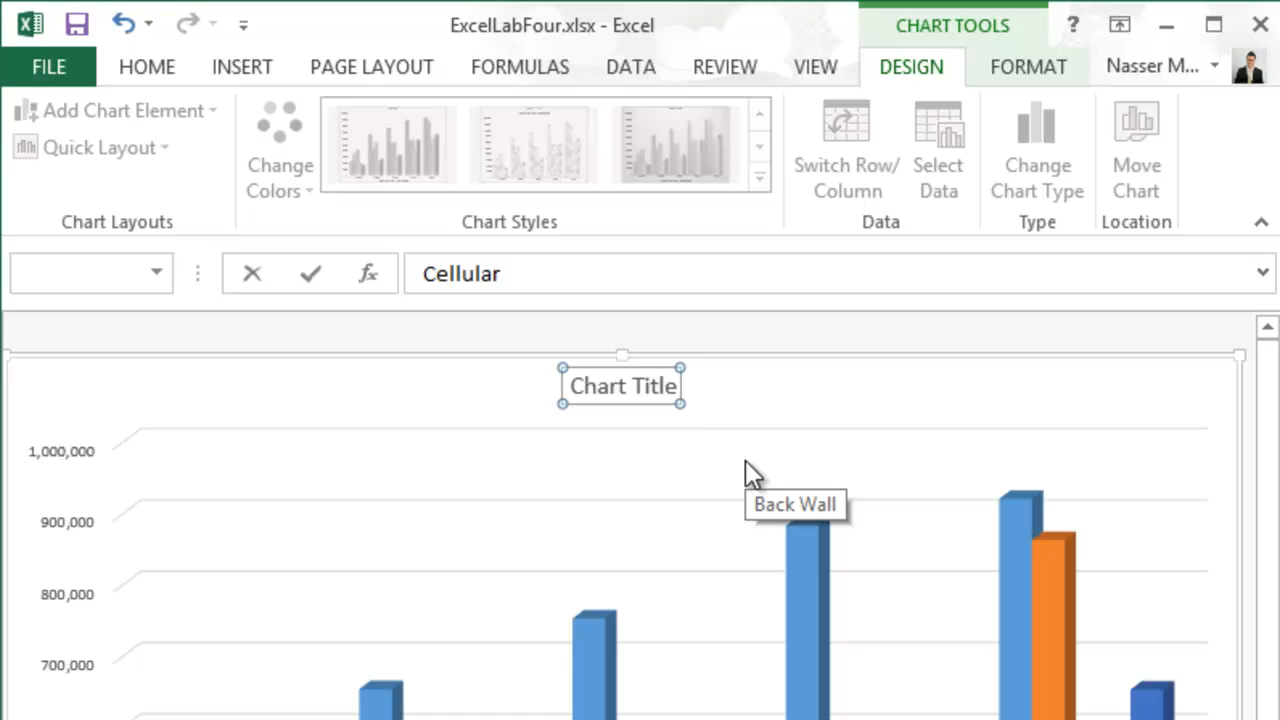 ExcelLabFour.xlsx - Excel
CHART TOOLS
?
FILE
HOME
INSERT
PAGE LAYOUT
FORMULAS
DATA
REVIEW
VIEW
DESIGN
FORMAT
Nasser M...
Add Chart Element
Quick Layout
Change
Colors
Switch Row/
Column
Select
Data
Change
Chart Type
Move
Chart
Chart Layouts
Chart Styles
Data
Type
Location
fx
Cellular
Chart Title
1,000,000
Back Wall
900,000
800,000
700,000